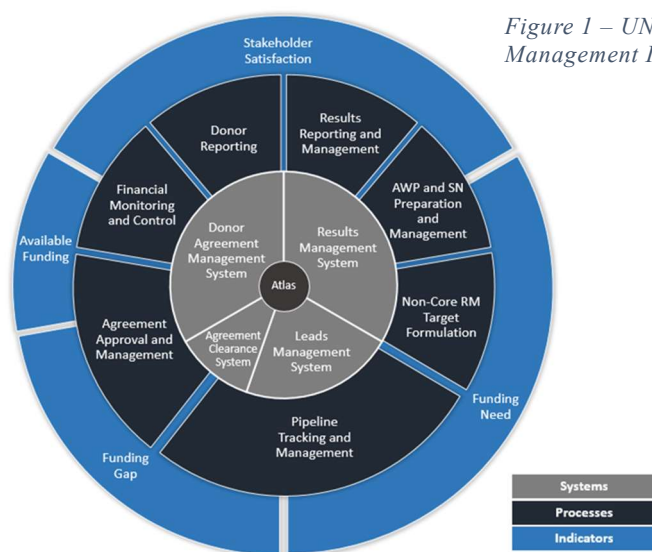 Figure 1 – UN
Management I
Stakeholder
Satisfaction
Donor
Reporting
Results
Reporting and
Management
Financial
Monitoring
and Control
AWP and SN
Preparation
and
Management
Available
Funding
Donor
Agreement
Management
System
Results
Management
System
Atlas
Non-Core RM
Target
Formulation
Agreement
Approval and
Management
Agreement
Clearance
System
Leads
Management
System
Pipeline
Tracking and
Management
Funding
Need
Funding
Gap
Systems
Processes
Indicators